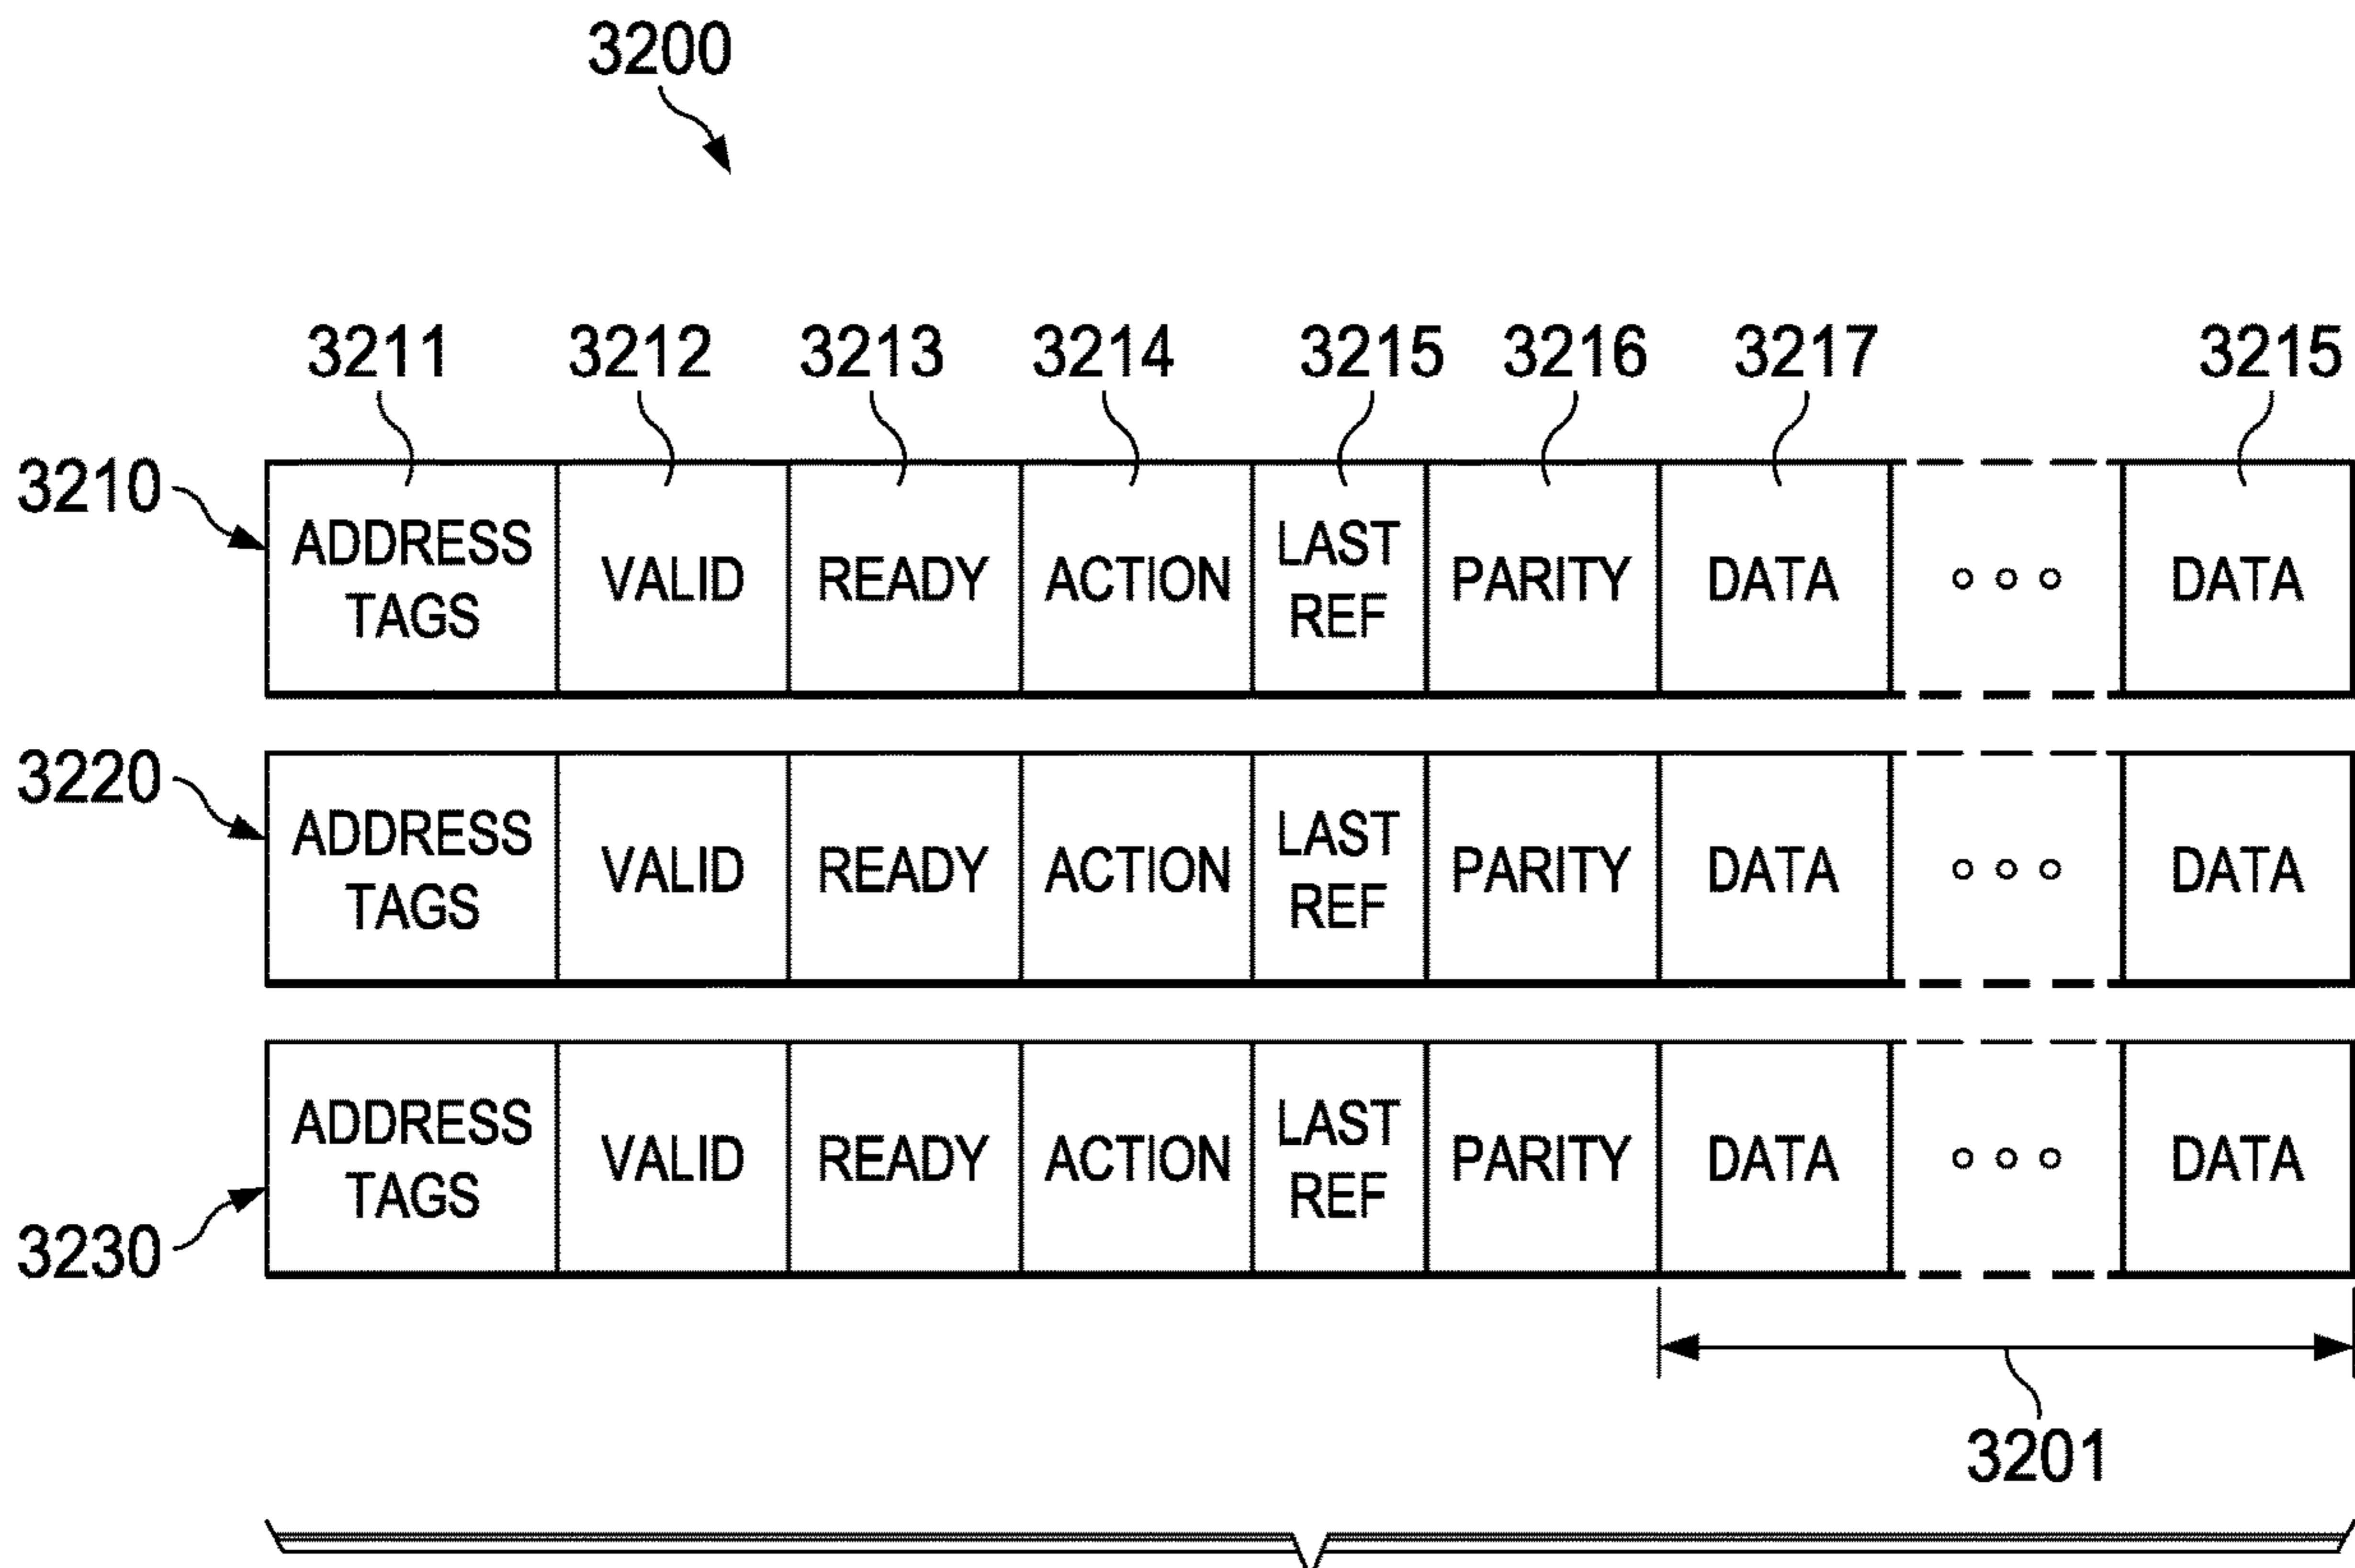 3200
3211 3212 3213 3214 3215 3216 3217 3215
3210
ADDRESS TAGS VALID READY ACTION LAST REF PARITY DATA DATA
3220
ADDRESS TAGS VALID READY ACTION LAST REF PARITY DATA DATA
ADDRESS TAGS VALID READY ACTION LAST REF PARITY DATA DATA
3230
3201